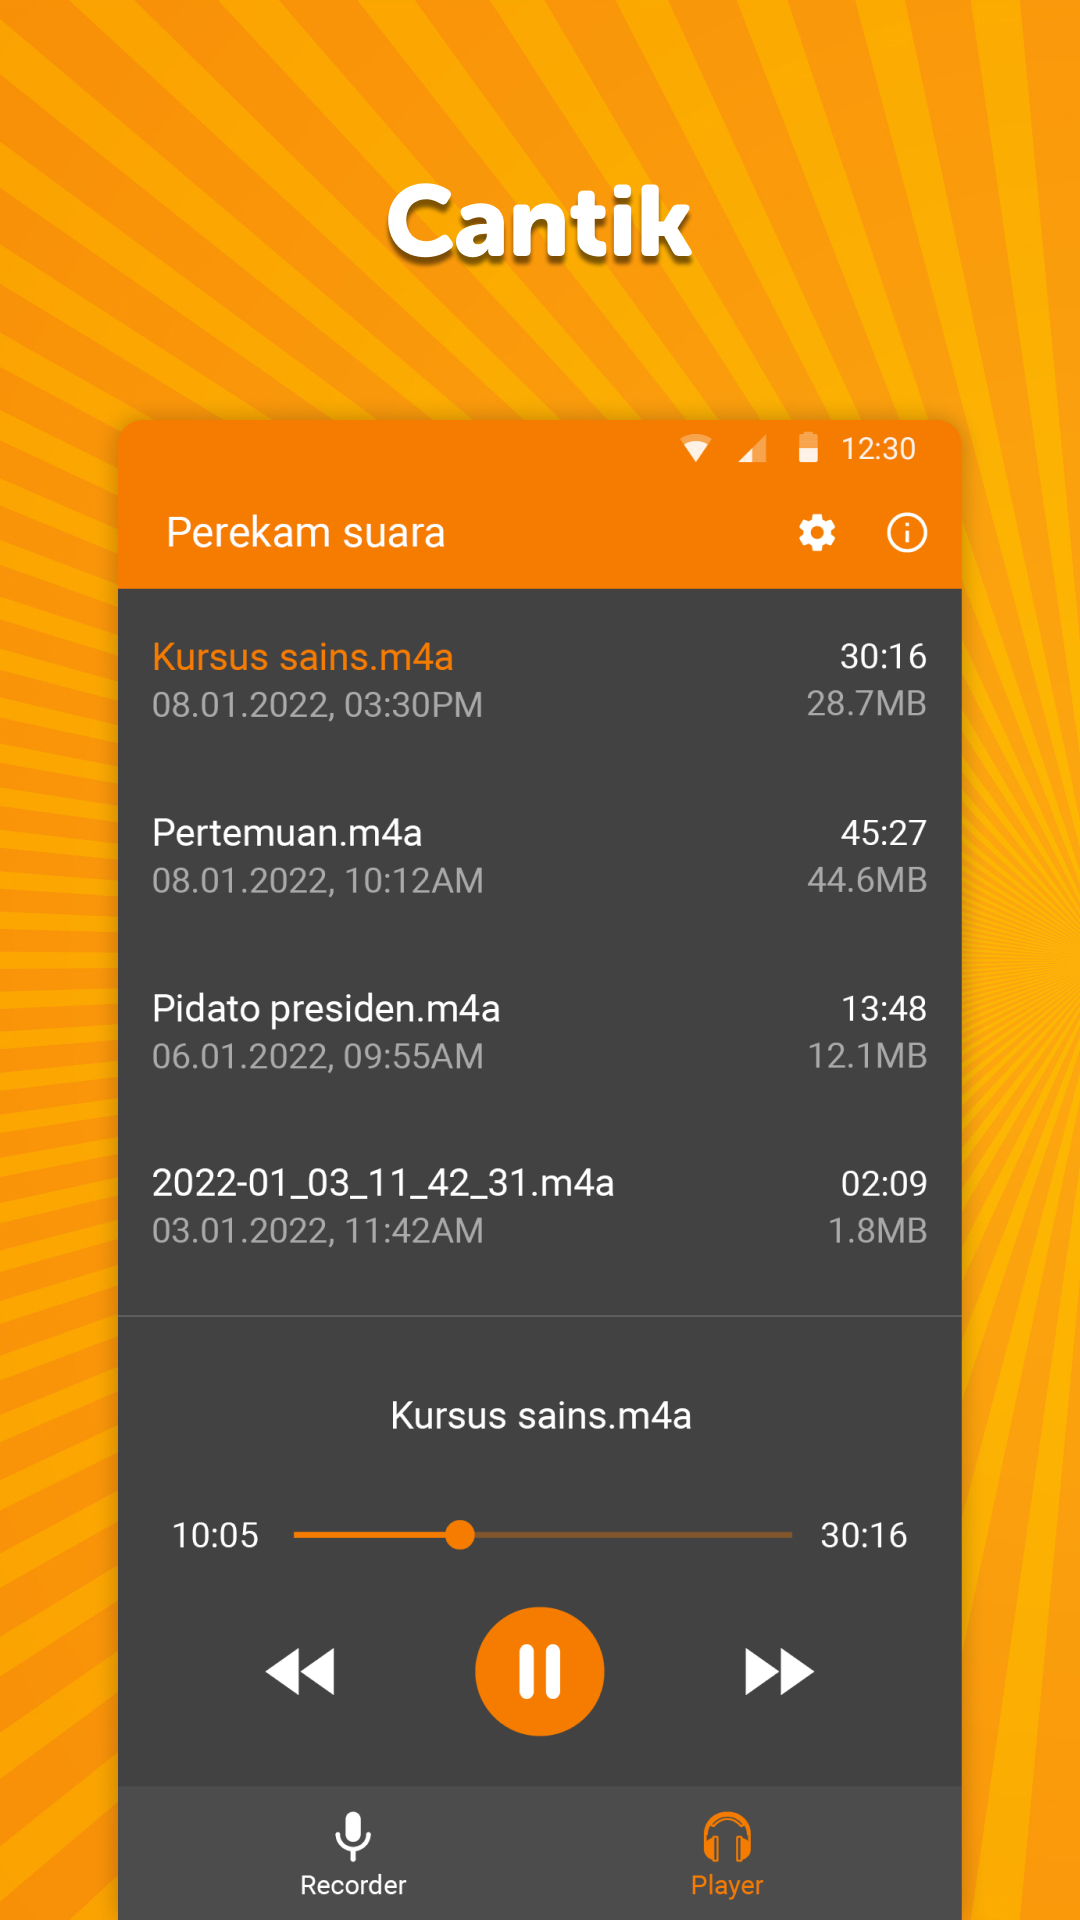 Cantik
12:30
Perekam suara
Kursus sains.m4a 30:16
08.01.2022, 03:30PM 28.7MB
Pertemuan.m4a 45:27
08.01.2022, 10:12AM 44.6MB
Pidato presiden.m4a 13:48
06.01.2022, 09:55AM 12.1MB
2022-01_03_11_42_31.m4a 02:09
03.01.2022, 11:42AM 1.8MB
Kursus sains.m4a
10:05 30:16
Recorder Player